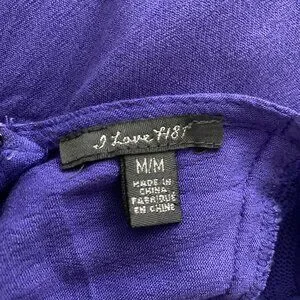 I Love H81
M/M
MADE IN
CHINA
FABRIQUÉ
EN CHINE